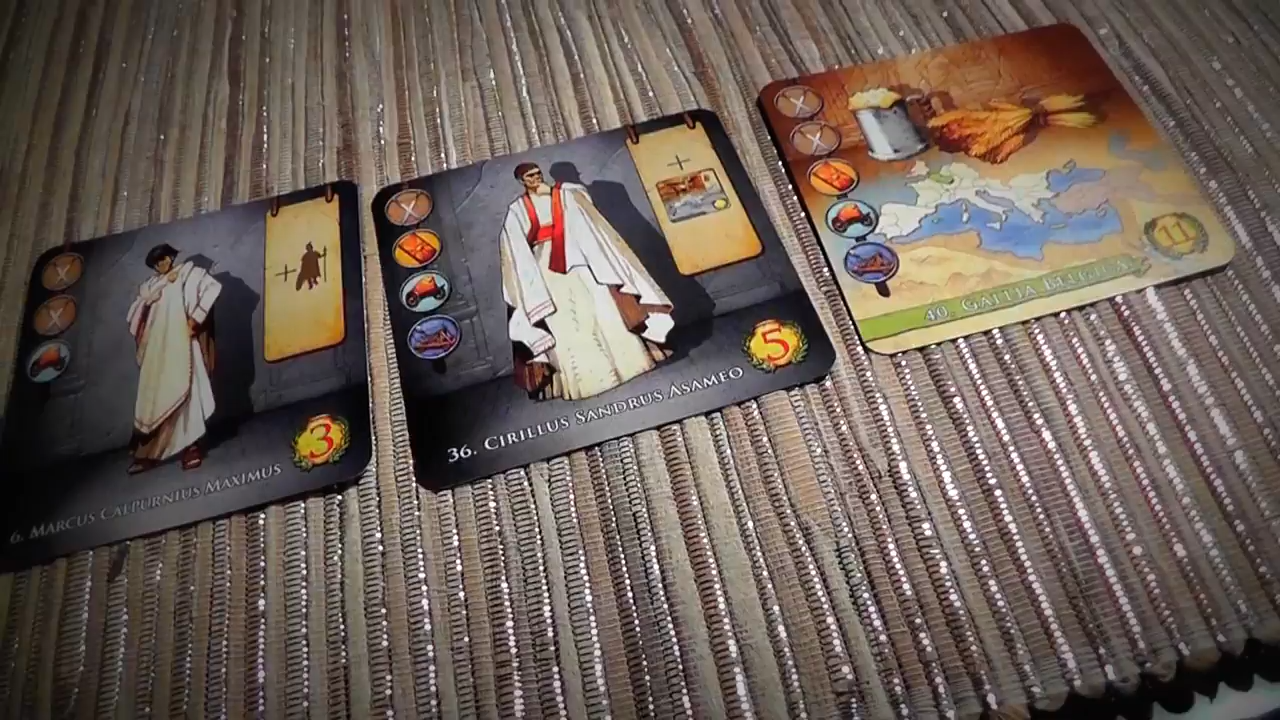 6. MARCUS CALPURNIUS MAXIMUS
3
36. CIRILLUS SANDRUS ASAMEO
5
40. GALLIA BELGICA
11